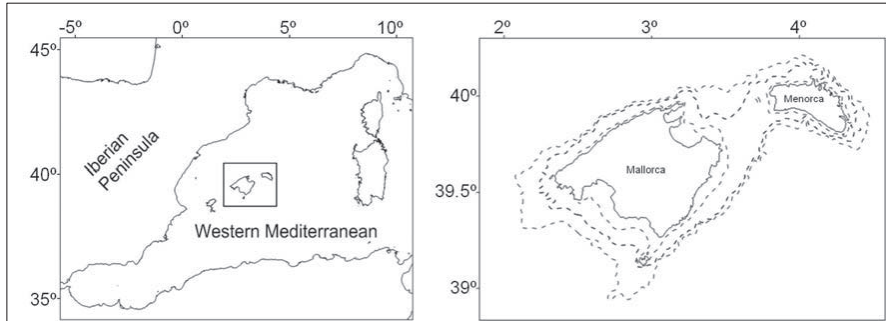 -5º 0º 5º 10º
45º
40º
35º
Iberian
Peninsula
Western Mediterranean
2º 3º 4º
40º
39.5º
39º
Mallorca
Menorca